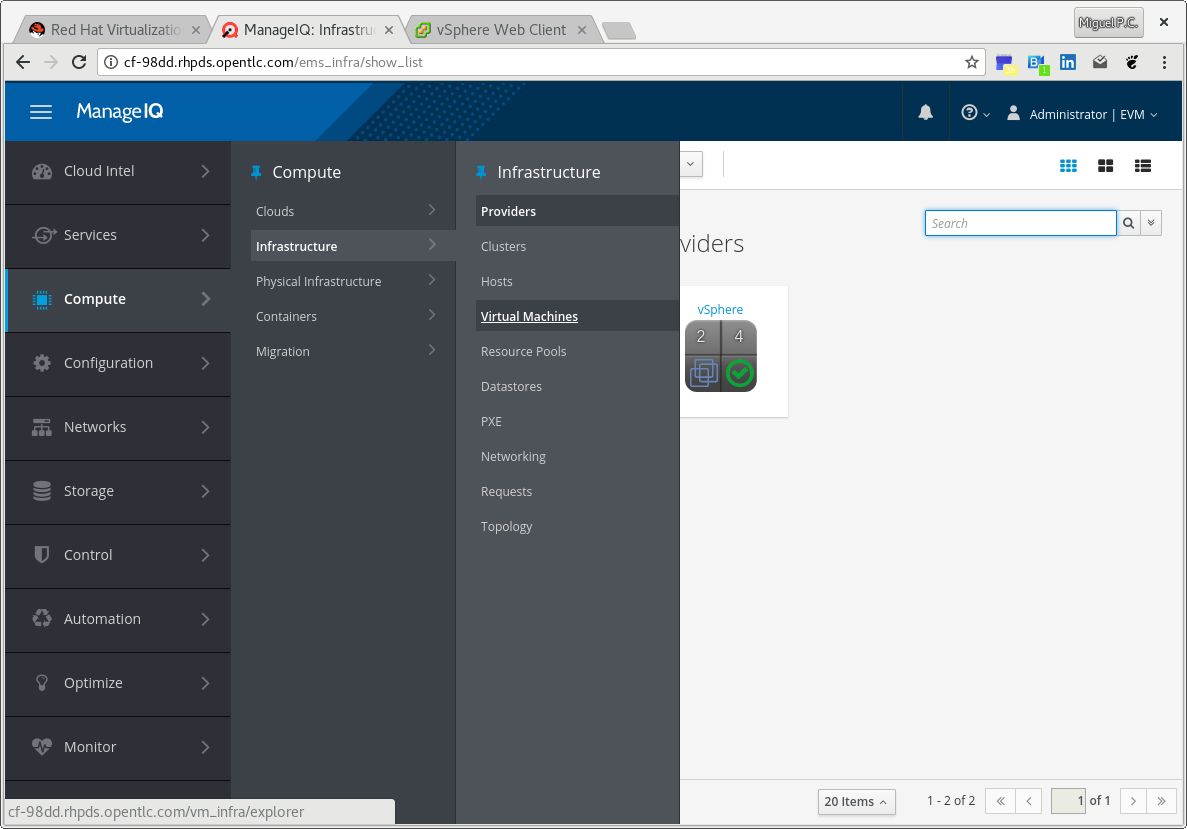 Red Hat Virtualizatio
ManageIQ: Infrastru
vSphere Web Client
Miguel P.C.
cf-98dd.rhpds.opentlc.com/ems_infra/show_list
ManageIQ
Administrator | EVM
Cloud Intel
Services
Compute
Configuration
Networks
Storage
Control
Automation
Optimize
Monitor
Compute
Clouds
Infrastructure
Physical Infrastructure
Containers
Migration
Infrastructure
Providers
Clusters
Hosts
Virtual Machines
Resource Pools
Datastores
PXE
Networking
Requests
Topology
Search
viders
vSphere
2 4
20 Items
1 - 2 of 2
1 of 1
cf-98dd.rhpds.opentlc.com/vm_infra/explorer